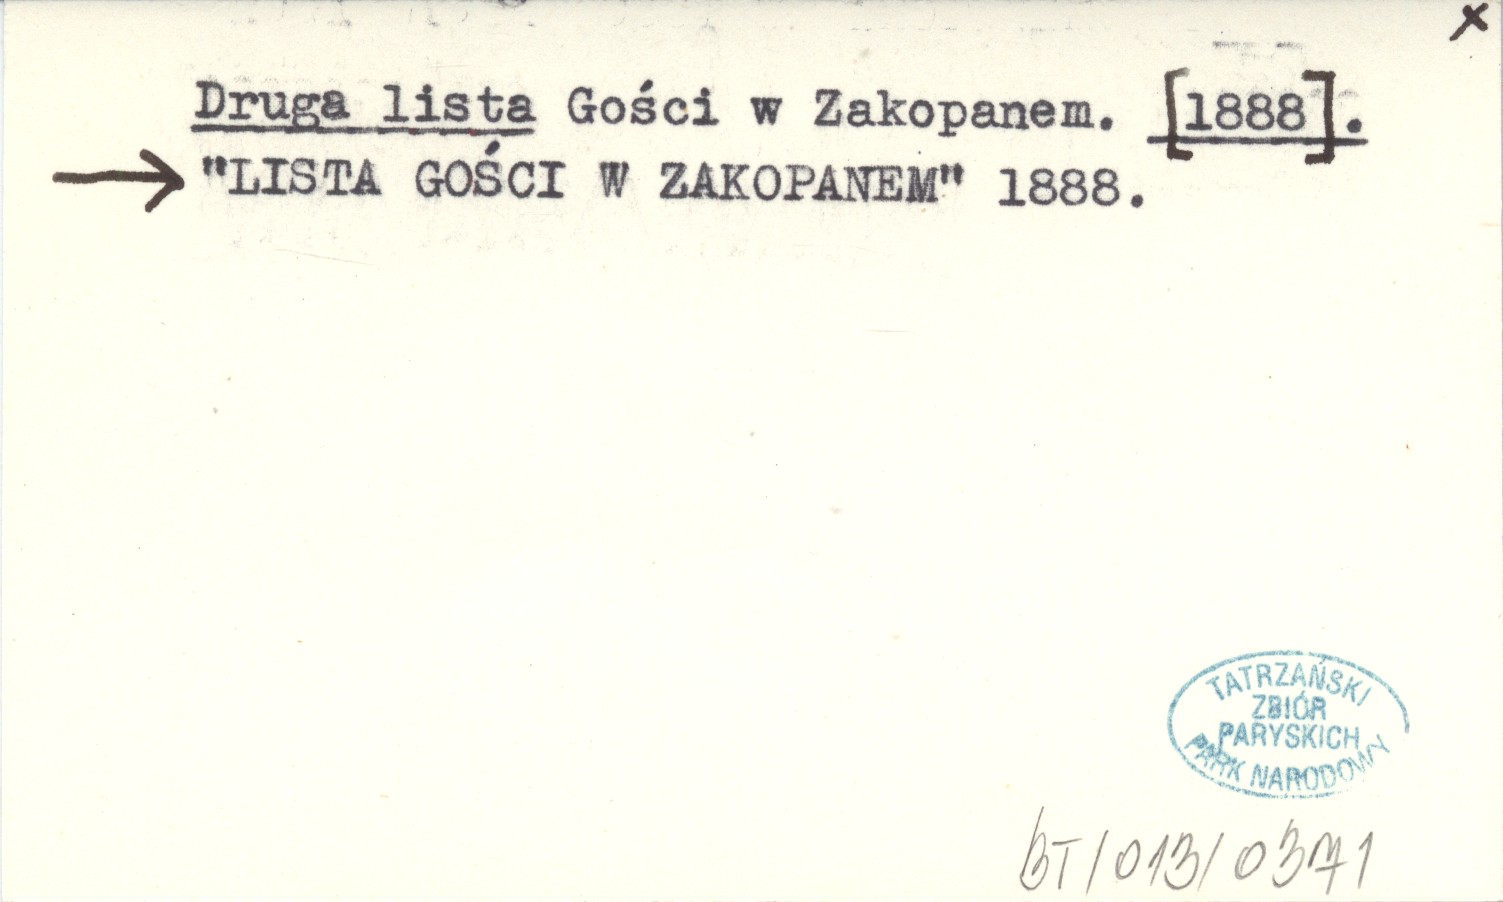 x
Druga lista Gości w Zakopanem. [1888].
→ "LISTA GOŚCI W ZAKOPANEM" 1888.
TATRZAŃSKI
ZBIÓR
PARYSKICH
PARK NARODOWY
BT/013/0371